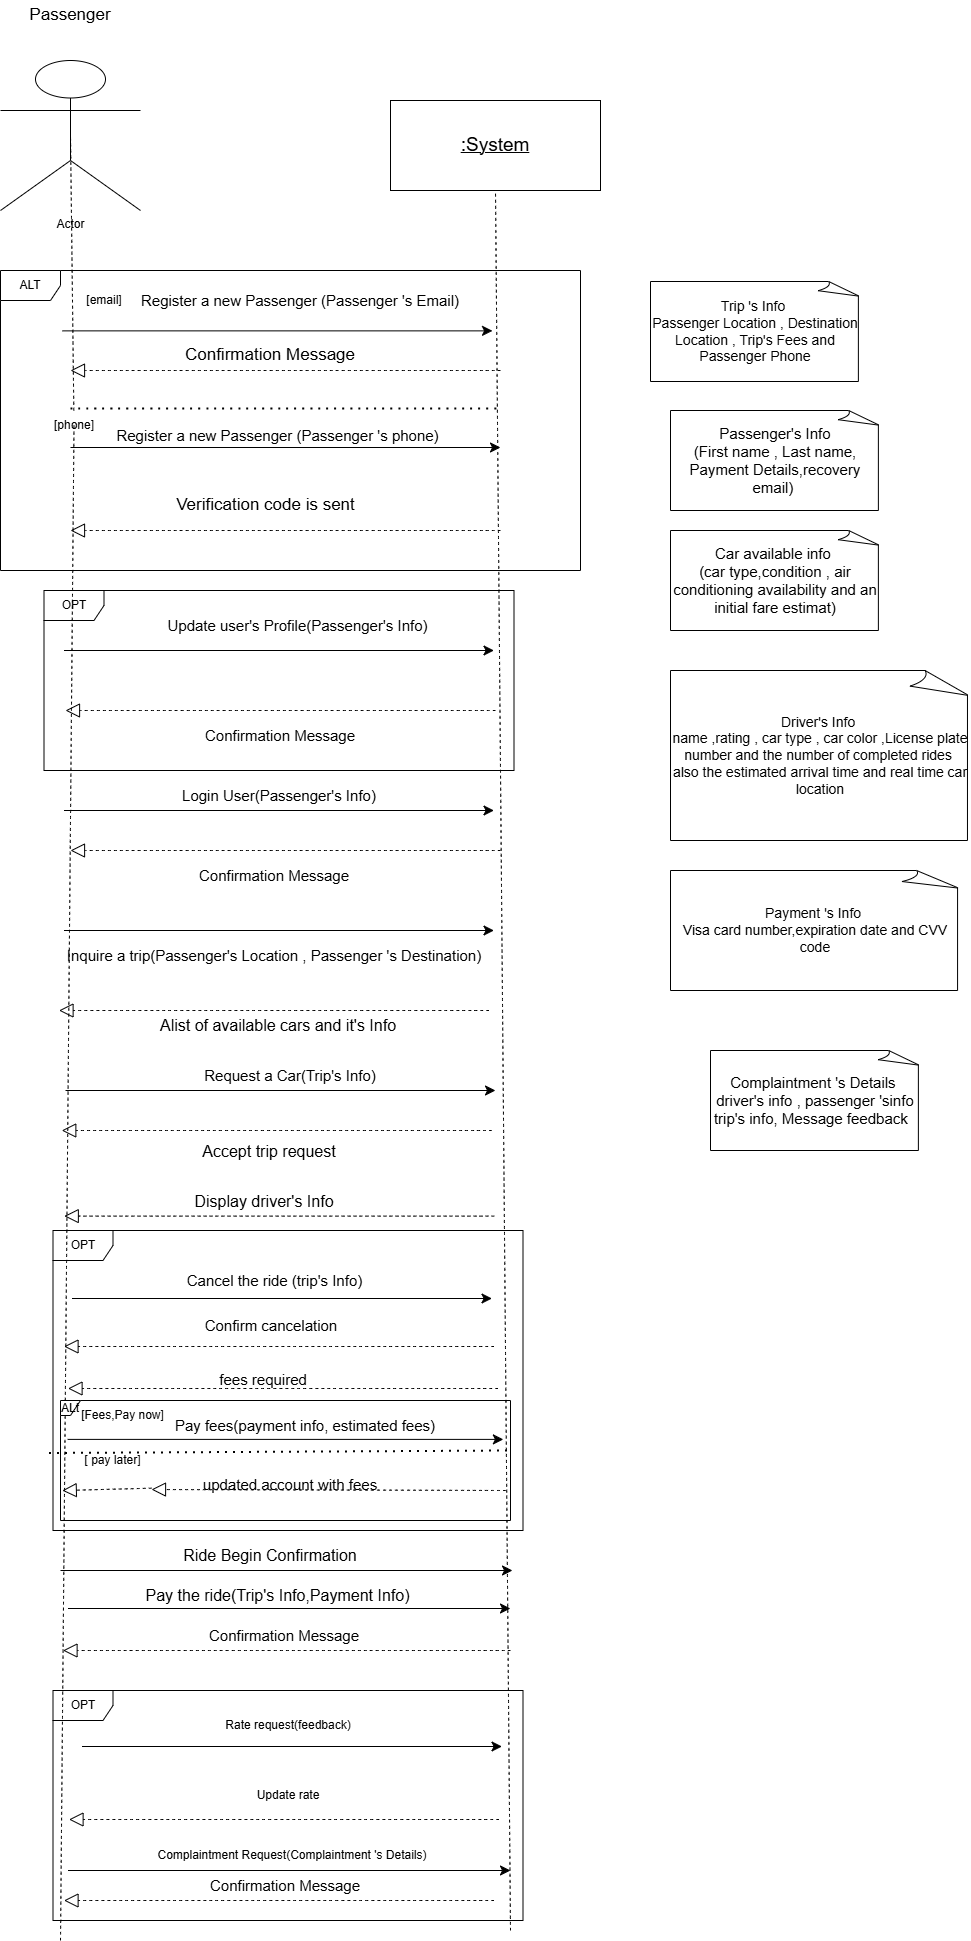 Passenger
:System
Actor
ALT
[email]
Register a new Passenger (Passenger 's Email)
Confirmation Message
[phone]
Register a new Passenger (Passenger 's phone)
Verification code is sent
OPT
Update user's Profile(Passenger's Info)
Confirmation Message
Login User(Passenger's Info)
Confirmation Message
Inquire a trip(Passenger's Location , Passenger 's Destination)
Alist of available cars and it's Info
Request a Car(Trip's Info)
Accept trip request
Display driver's Info
OPT
Cancel the ride (trip's Info)
Confirm cancelation
fees required
ALt
[Fees,Pay now]
Pay fees(payment info, estimated fees)
[ pay later]
updated account with fees
Ride Begin Confirmation
Pay the ride(Trip's Info,Payment Info)
Confirmation Message
OPT
Rate request(feedback)
Update rate
Complaintment Request(Complaintment 's Details)
Confirmation Message
Trip 's Info
Passenger Location , Destination
Location , Trip's Fees and
Passenger Phone
Passenger's Info
(First name , Last name,
Payment Details,recovery
email)
Car available info
(car type,condition , air
conditioning availability and an
initial fare estimat)
Driver's Info
name ,rating , car type , car color ,License plate
number and the number of completed rides
also the estimated arrival time and real time car
location
Payment 's Info
Visa card number,expiration date and CVV
code
Complaintment 's Details
driver's info , passenger 'sinfo
trip's info, Message feedback